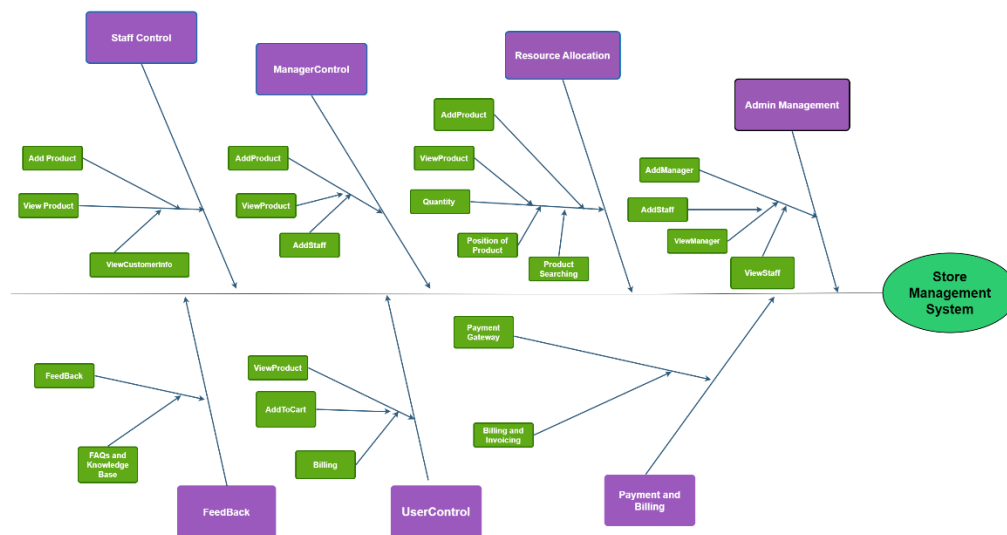 Staff Control
ManagerControl
Resource Allocation
Admin Management
Add Product
View Product
ViewCustomerInfo
AddProduct
ViewProduct
AddStaff
AddProduct
ViewProduct
Quantity
Position of
Product
Product
Searching
AddManager
AddStaff
ViewManager
ViewStaff
Store
Management
System
FeedBack
FAQs and
Knowledge
Base
FeedBack
ViewProduct
AddToCart
Billing
UserControl
Payment
Gateway
Billing and
Invoicing
Payment and
Billing